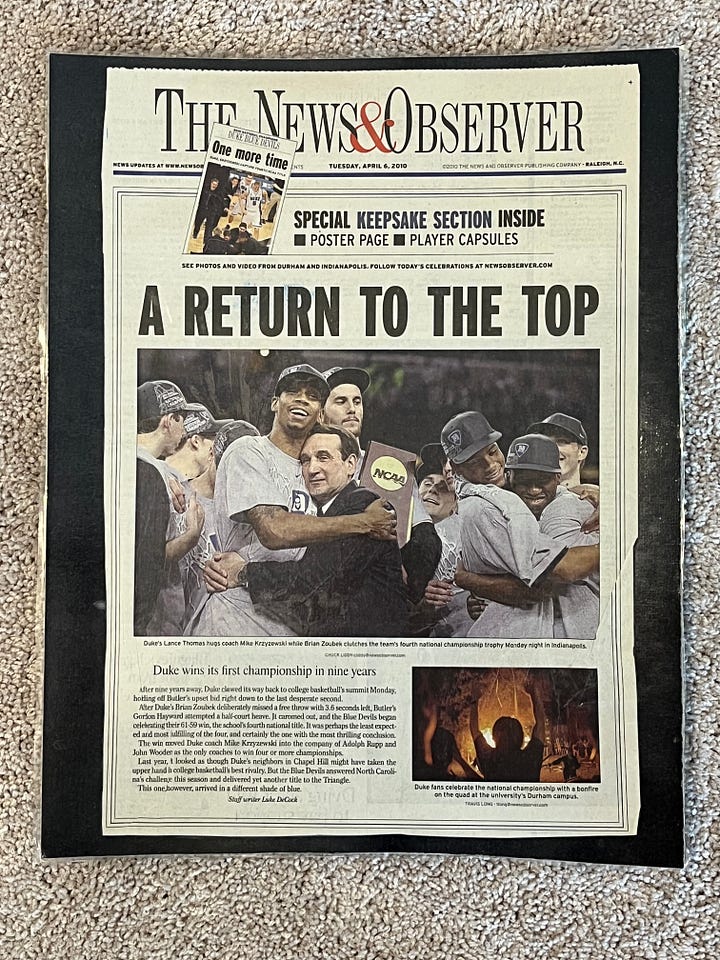 THE NEWS&OBSERVER
DUKE BLUE DEVILS
One more time
NEWS UPDATES AT WWW.NEWSOB
TUESDAY, APRIL 6, 2010
©2010 THE NEWS AND OBSERVER PUBLISHING COMPANY • RALEIGH, N.C.
SPECIAL KEEPSAKE SECTION INSIDE
■ POSTER PAGE ■ PLAYER CAPSULES
SEE PHOTOS AND VIDEO FROM DURHAM AND INDIANAPOLIS. FOLLOW TODAY'S CELEBRATIONS AT NEWSOBSERVER.COM
A RETURN TO THE TOP
NCAA
Duke's Lance Thomas hugs coach Mike Krzyzewski while Brian Zoubek clutches the team's fourth national championship trophy Monday night in Indianapolis.
CHUCK LIDDY
Duke wins its first championship in nine years
After nine years away, Duke clawed its way back to college basketball's summit Monday,
holding off Butler's upset bid right down to the last desperate second.
After Duke's Brian Zoubek deliberately missed a free throw with 3.6 seconds left, Butler's
Gordon Hayward attempted a half-court heave. It caromed out, and the Blue Devils began
celebrating their 61-59 win, the school's fourth national title. It was perhaps the least expect-
ed and most fulfilling of the four, and certainly the one with the most thrilling conclusion.
The win moved Duke coach Mike Krzyzewski into the company of Adolph Rupp and
John Wooden as the only coaches to win four or more championships.
Last year, it looked as though Duke's neighbors in Chapel Hill might have taken the
upper hand in college basketball's best rivalry. But the Blue Devils answered North Caroli-
na's challenge this season and delivered yet another title to the Triangle.
This one, however, arrived in a different shade of blue.
Staff writer Luke DeCock
Duke fans celebrate the national championship with a bonfire
on the quad at the university's Durham campus.
TRAVIS LONG - tlong@newsobserver.com